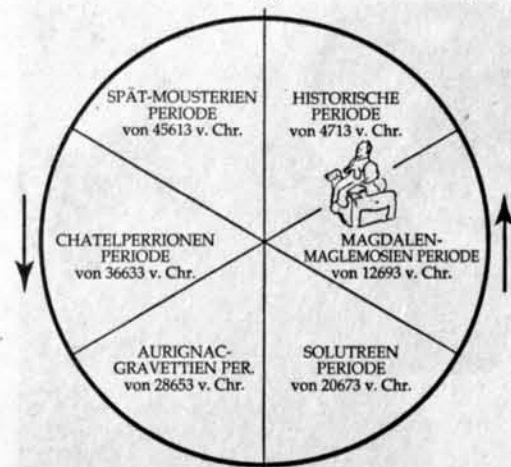 SPÄT-MOUSTERIEN
PERIODE
von 45613 v. Chr.
HISTORISCHE
PERIODE
von 4713 v. Chr.
CHATELPERRIONEN
PERIODE
von 36633 v. Chr.
MAGDALEN-
MAGLEMOSIEN PERIODE
von 12693 v. Chr.
AURIGNAC-
GRAVETTIEN PER.
von 28653 v. Chr.
SOLUTREEN
PERIODE
von 20673 v. Chr.